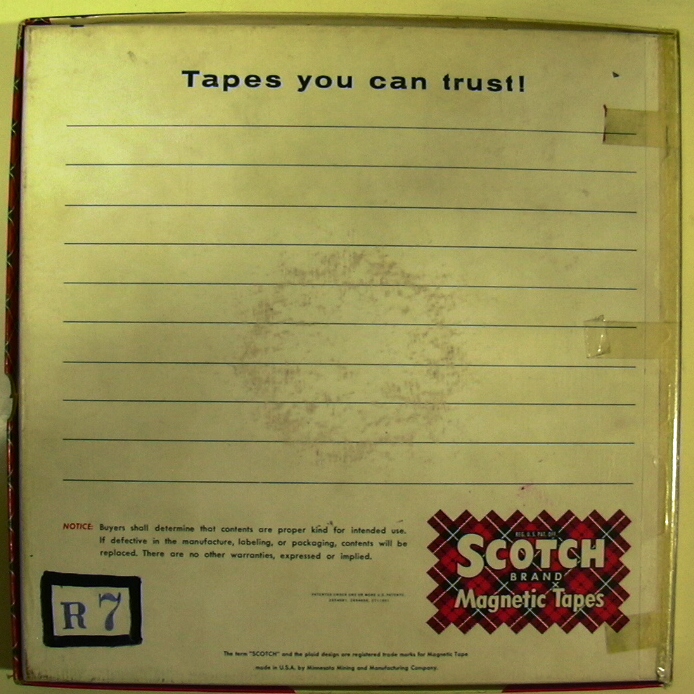 Tapes you can trust!
NOTICE: Buyers shall determine that contents are proper kind for intended use.
If defective in the manufacture, labeling, or packaging, contents will be
replaced. There are no other warranties, expressed or implied.
REG. U.S. PAT. OFF.
SCOTCH
BRAND
Magnetic Tapes
R 7
The term "SCOTCH" and the plaid design are registered trade marks for Magnetic Tape
made in U.S.A. by Minnesota Mining and Manufacturing Company.